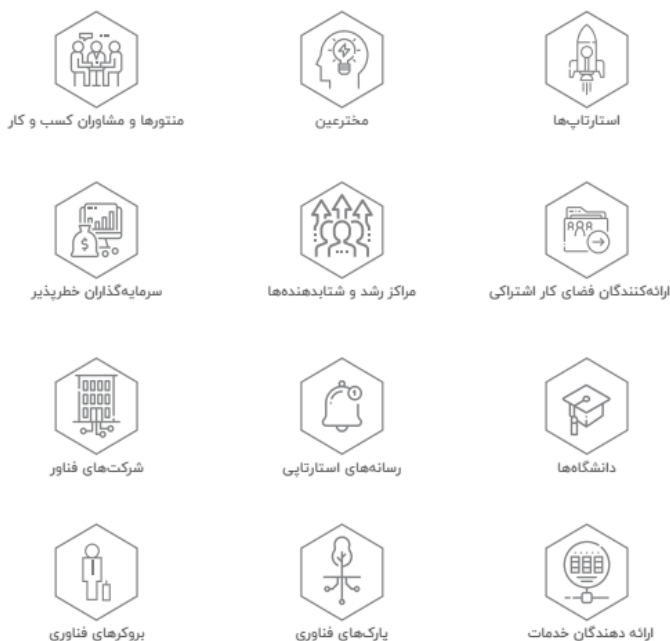 استارتاپ‌ها
مخترعین
منتورها و مشاوران کسب و کار
ارائه‌کنندگان فضای کار اشتراکی
مراکز رشد و شتابدهنده‌ها
سرمایه‌گذاران خطرپذیر
دانشگاه‌ها
رسانه‌های استارتاپی
شرکت‌های فناور
ارائه دهندگان خدمات
پارک‌های فناوری
بروکرهای فناوری